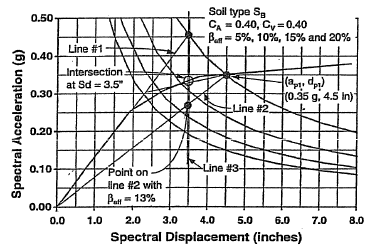 Soil type S_B
C_A = 0.40, C_V = 0.40
β_eff = 5%, 10%, 15% and 20%
Line #1
Intersection
at Sd = 3.5"
(a_p1, d_p1)
(0.35 g, 4.5 in)
Line #2
Point on
line #2 with
β_eff = 13%
Line #3
Spectral Acceleration (g)
0.50
0.40
0.30
0.20
0.10
0.00
0.0 1.0 2.0 3.0 4.0 5.0 6.0 7.0 8.0
Spectral Displacement (inches)